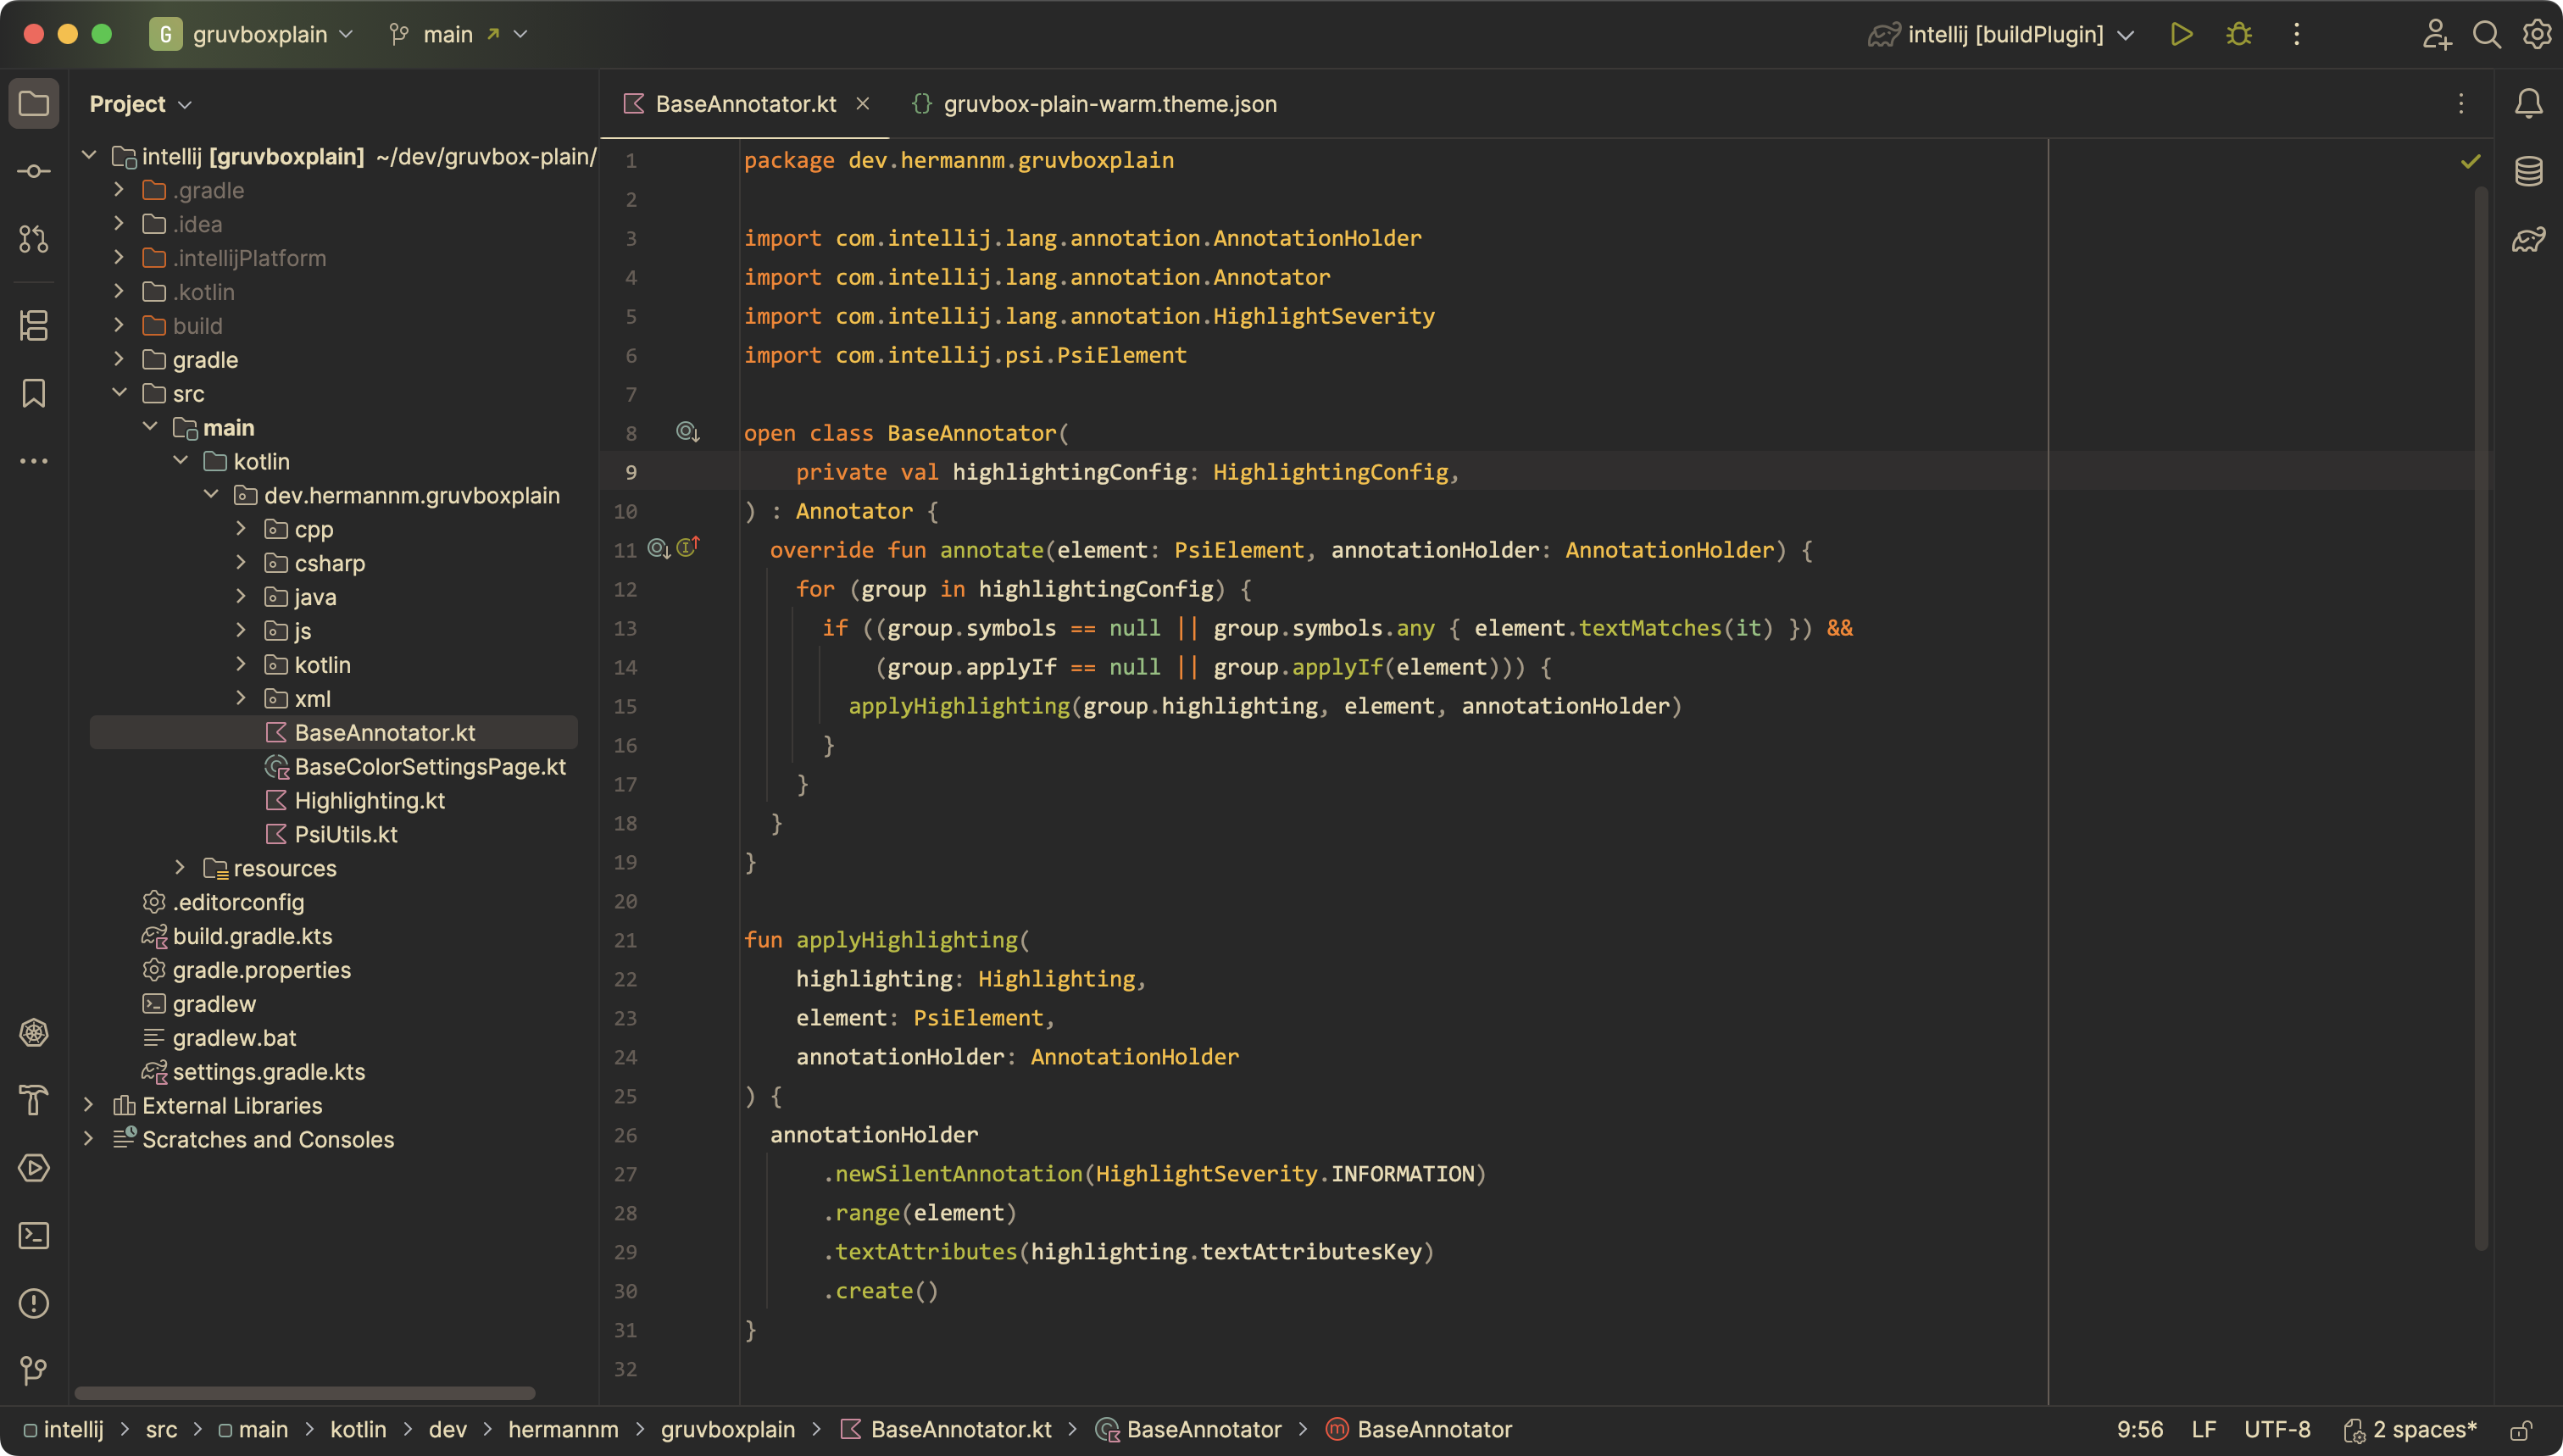 G gruvboxplain main intellij [buildPlugin]
Project
intellij [gruvboxplain] ~/dev/gruvbox-plain/
.gradle
.idea
.intellijPlatform
.kotlin
build
gradle
src
main
kotlin
dev.hermannm.gruvboxplain
cpp
csharp
java
js
kotlin
xml
BaseAnnotator.kt
BaseColorSettingsPage.kt
Highlighting.kt
PsiUtils.kt
resources
.editorconfig
build.gradle.kts
gradle.properties
gradlew
gradlew.bat
settings.gradle.kts
External Libraries
Scratches and Consoles
BaseAnnotator.kt gruvbox-plain-warm.theme.json
1 package dev.hermannm.gruvboxplain
2
3 import com.intellij.lang.annotation.AnnotationHolder
4 import com.intellij.lang.annotation.Annotator
5 import com.intellij.lang.annotation.HighlightSeverity
6 import com.intellij.psi.PsiElement
7
8 open class BaseAnnotator(
9     private val highlightingConfig: HighlightingConfig,
10 ) : Annotator {
11   override fun annotate(element: PsiElement, annotationHolder: AnnotationHolder) {
12     for (group in highlightingConfig) {
13       if ((group.symbols == null || group.symbols.any { element.textMatches(it) }) &&
14           (group.applyIf == null || group.applyIf(element))) {
15         applyHighlighting(group.highlighting, element, annotationHolder)
16       }
17     }
18   }
19 }
20
21 fun applyHighlighting(
22     highlighting: Highlighting,
23     element: PsiElement,
24     annotationHolder: AnnotationHolder
25 ) {
26   annotationHolder
27       .newSilentAnnotation(HighlightSeverity.INFORMATION)
28       .range(element)
29       .textAttributes(highlighting.textAttributesKey)
30       .create()
31 }
32
intellij > src > main > kotlin > dev > hermannm > gruvboxplain > BaseAnnotator.kt > BaseAnnotator > m BaseAnnotator 9:56 LF UTF-8 2 spaces*